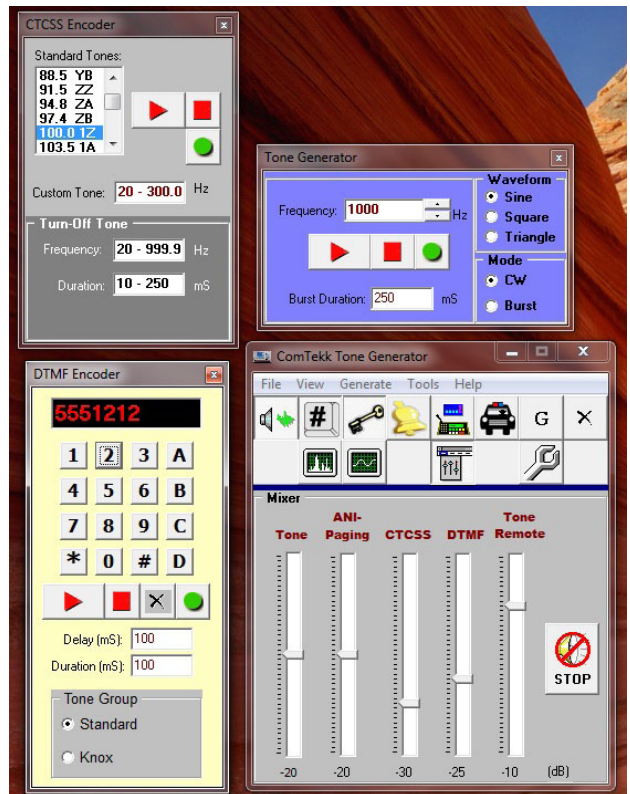 CTCSS Encoder
x
Standard Tones:
88.5 YB
91.5 ZZ
94.8 ZA
97.4 ZB
100.0 1Z
103.5 1A
Custom Tone: 20 - 300.0 Hz
Turn-Off Tone
Frequency: 20 - 999.9 Hz
Duration: 10 - 250 mS
Tone Generator
x
Frequency: 1000 Hz
Burst Duration: 250 mS
Waveform
Sine
Square
Triangle
Mode
CW
Burst
DTMF Encoder
x
5551212
1 2 3 A
4 5 6 B
7 8 9 C
* 0 # D
X
Delay (mS): 100
Duration (mS): 100
Tone Group
Standard
Knox
ComTekk Tone Generator
X
File View Generate Tools Help
# G X
Mixer
Tone ANI-Paging CTCSS DTMF Tone Remote
STOP
-20 -20 -30 -25 -10 (dB)